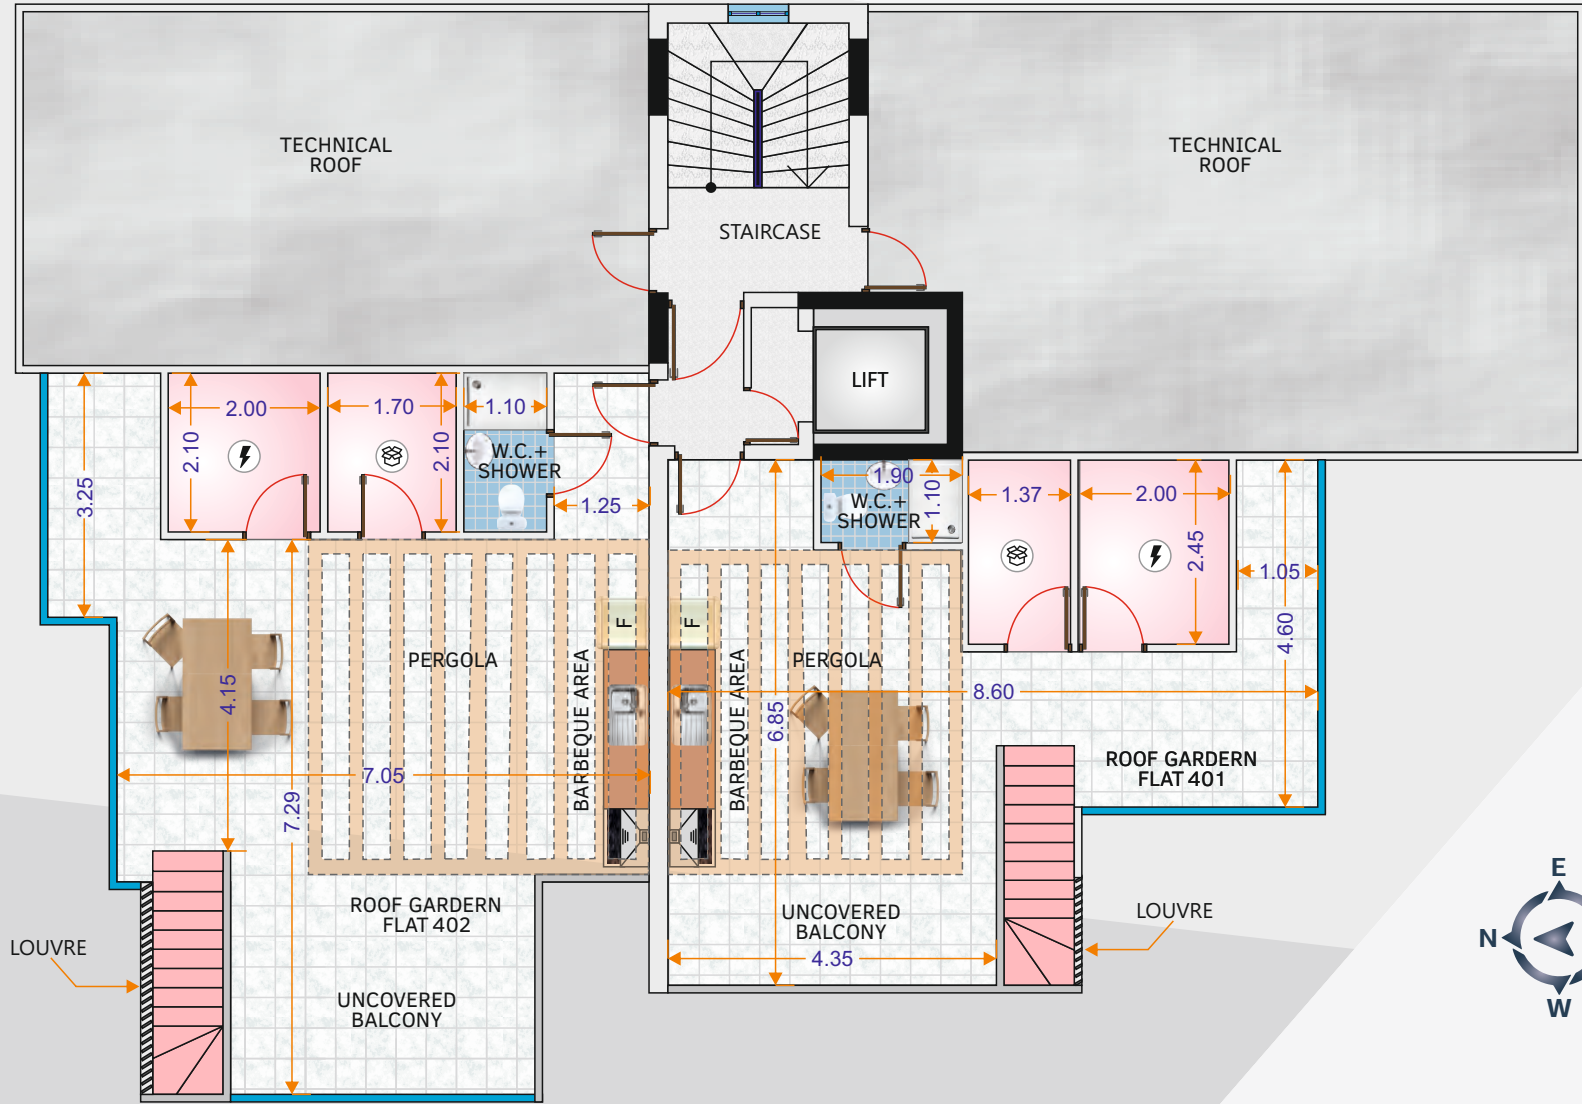 TECHNICAL
ROOF
TECHNICAL
ROOF
STAIRCASE
LIFT
2.00
1.70
1.10
2.10
2.10
W.C.+
SHOWER
3.25
1.25
1.90
W.C.+
SHOWER
1.10
1.37
2.00
2.45
1.05
4.60
F
F
PERGOLA
BARBEQUE AREA
BARBEQUE AREA
PERGOLA
4.15
8.60
6.85
7.05
7.29
ROOF GARDERN
FLAT 401
ROOF GARDERN
FLAT 402
UNCOVERED
BALCONY
4.35
LOUVRE
LOUVRE
UNCOVERED
BALCONY
E
N
W